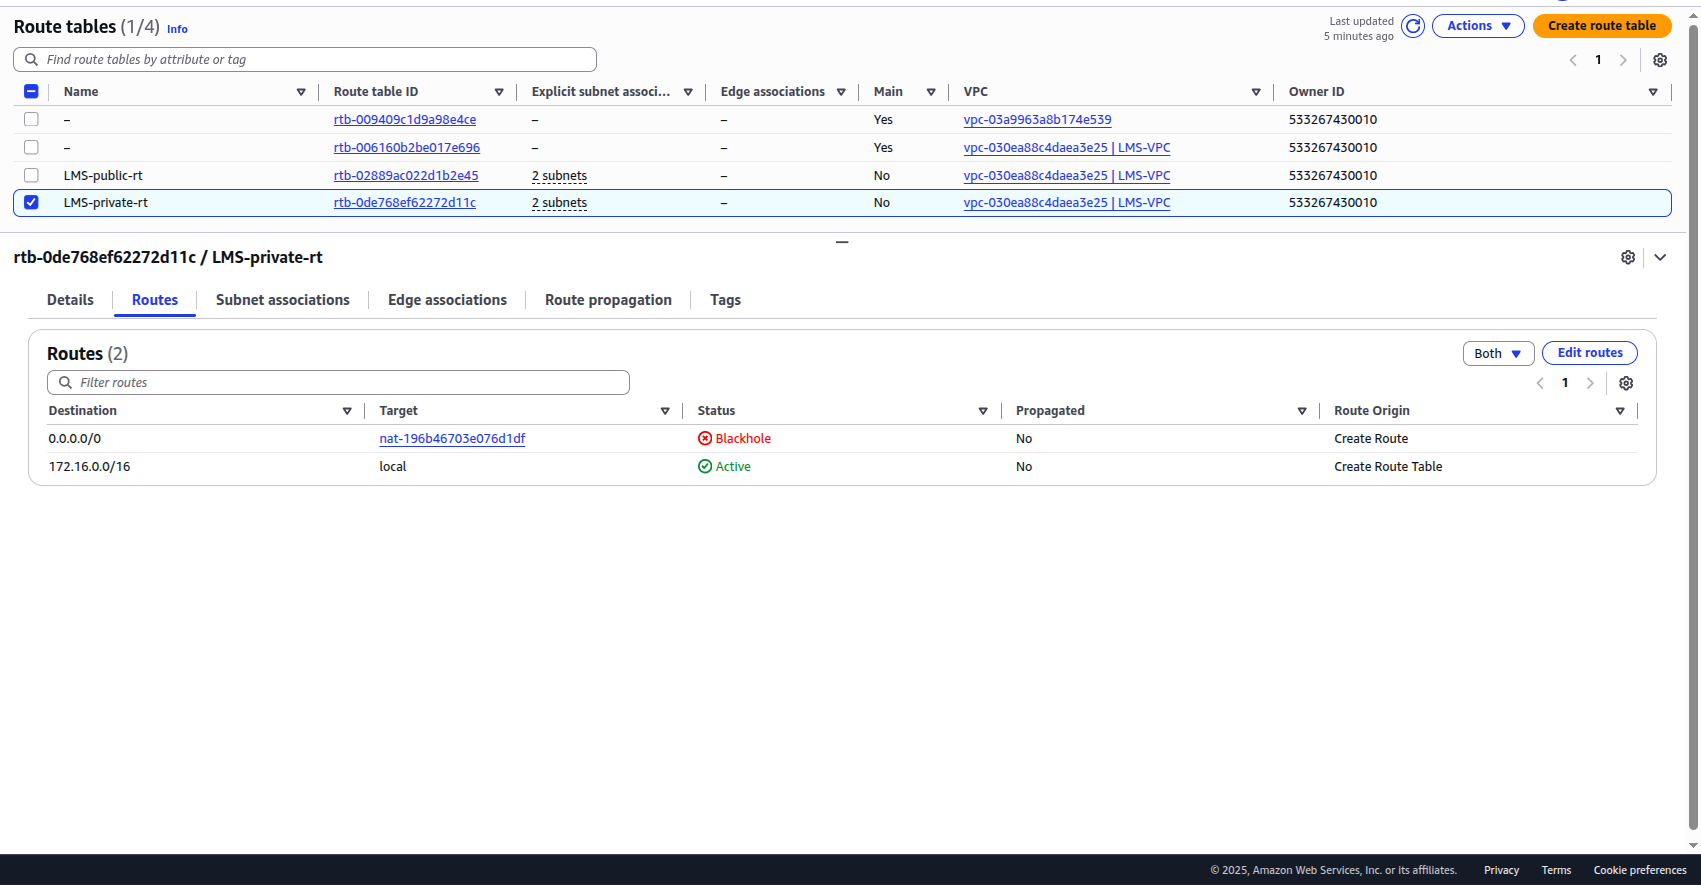 Route tables (1/4) Info
Last updated
5 minutes ago
Actions
Create route table
Find route tables by attribute or tag
1
Name Route table ID Explicit subnet associ... Edge associations Main VPC Owner ID
– rtb-009409c1d9a98e4ce – – Yes vpc-03a9963a8b174e539 533267430010
– rtb-006160b2be017e696 – – Yes vpc-030ea88c4daea3e25 | LMS-VPC 533267430010
LMS-public-rt rtb-02889ac022d1b2e45 2 subnets – No vpc-030ea88c4daea3e25 | LMS-VPC 533267430010
LMS-private-rt rtb-0de768ef62272d11c 2 subnets – No vpc-030ea88c4daea3e25 | LMS-VPC 533267430010
rtb-0de768ef62272d11c / LMS-private-rt
Details Routes Subnet associations Edge associations Route propagation Tags
Routes (2)
Both
Edit routes
Filter routes
1
Destination Target Status Propagated Route Origin
0.0.0.0/0 nat-196b46703e076d1df Blackhole No Create Route
172.16.0.0/16 local Active No Create Route Table
© 2025, Amazon Web Services, Inc. or its affiliates. Privacy Terms Cookie preferences